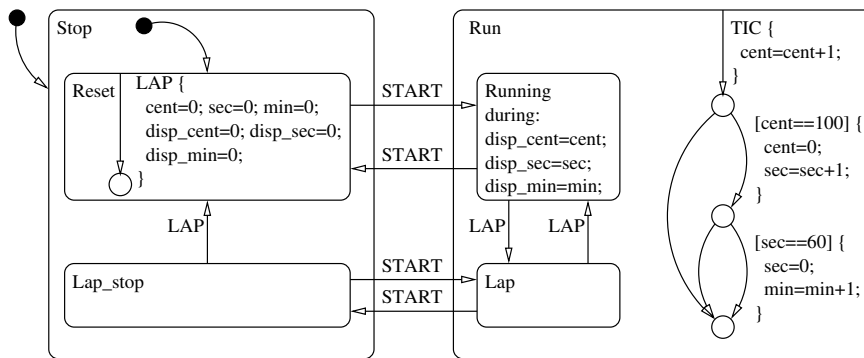 Stop
Reset
LAP {
cent=0; sec=0; min=0;
disp_cent=0; disp_sec=0;
disp_min=0;
}
LAP
Lap_stop
START
START
START
START
Run
Running
during:
disp_cent=cent;
disp_sec=sec;
disp_min=min;
LAP
LAP
Lap
TIC {
cent=cent+1;
}
[cent==100] {
cent=0;
sec=sec+1;
}
[sec==60] {
sec=0;
min=min+1;
}